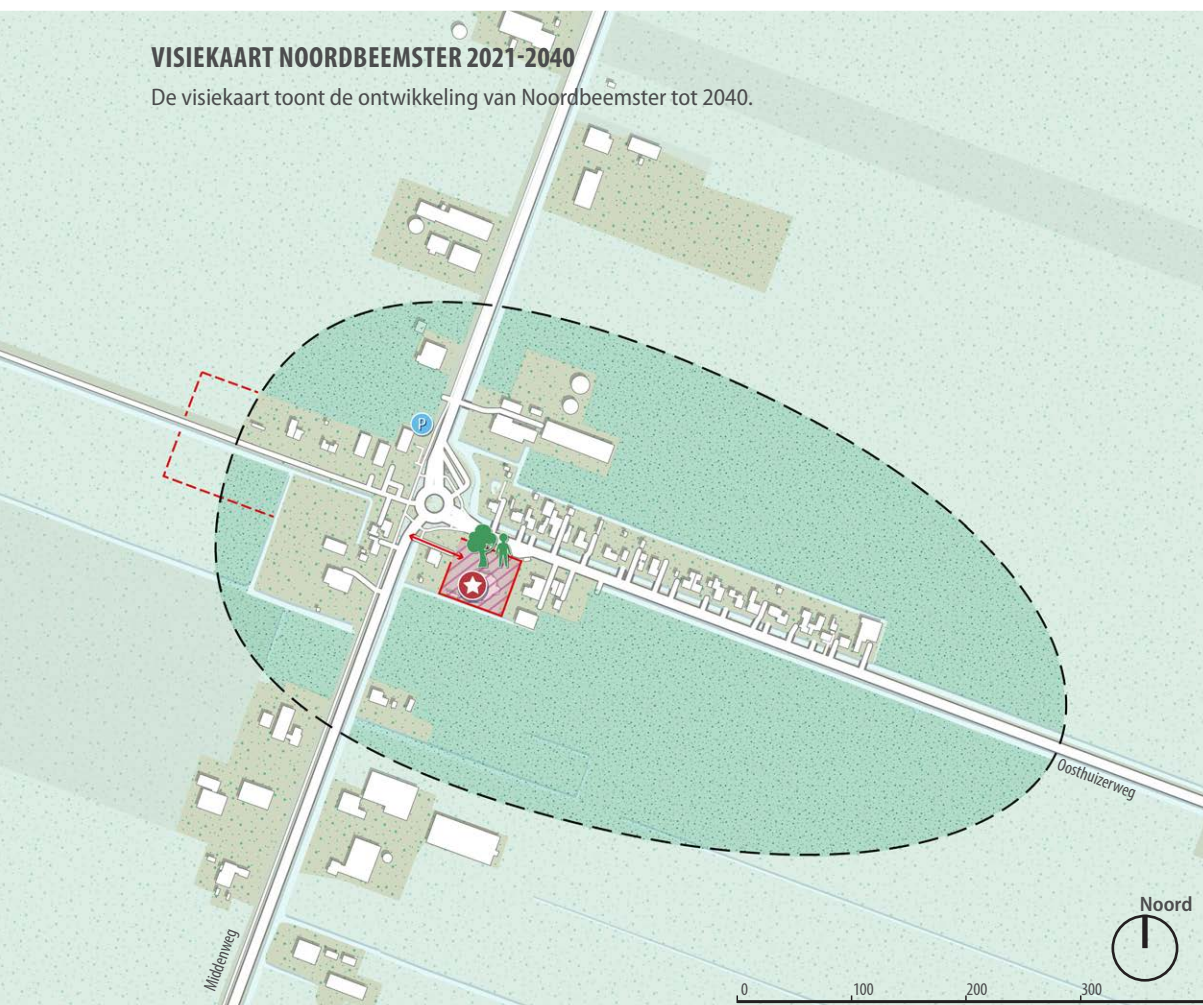 VISIEKAART NOORDBEEMSTER 2021-2040
De visiekaart toont de ontwikkeling van Noordbeemster tot 2040.
P
Oosthuizerweg
Middenweg
Noord
0 100 200 300